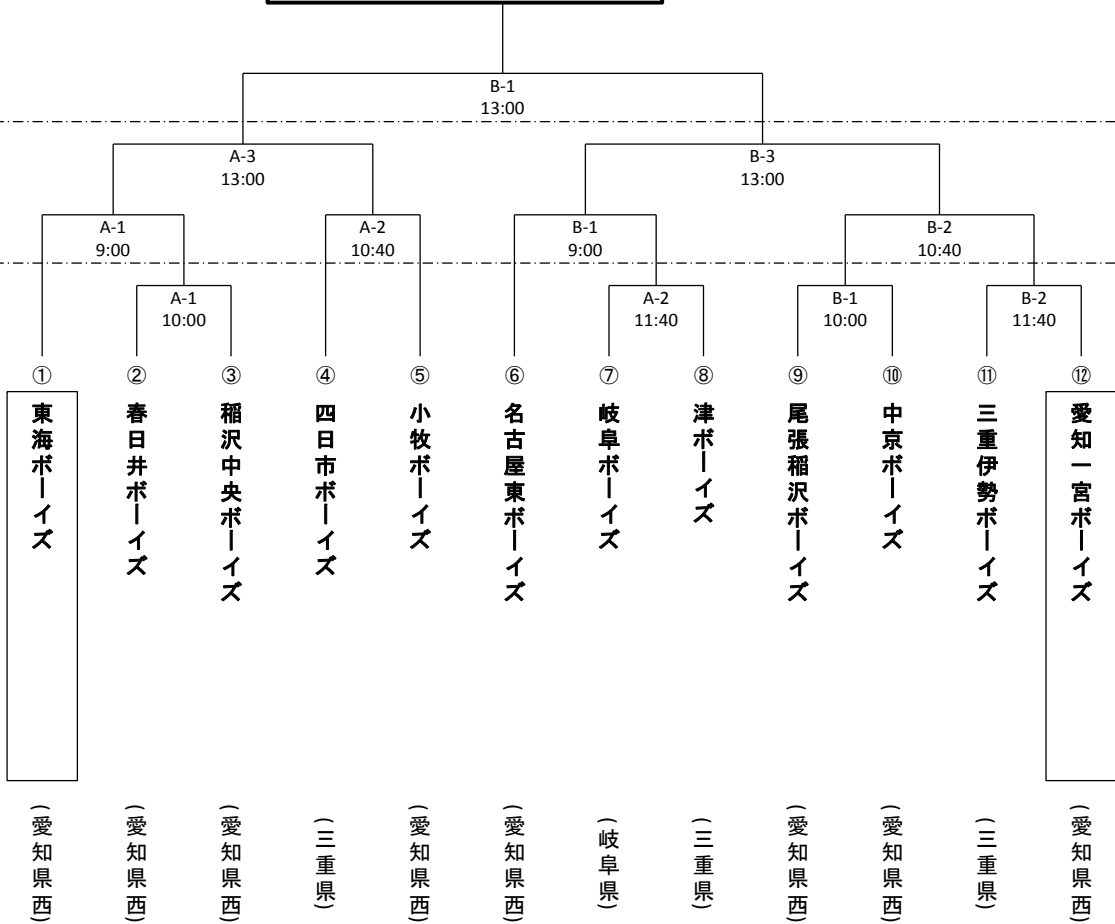 B-1
13:00
A-3
13:00
B-3
13:00
A-1
9:00
A-2
10:40
B-1
9:00
B-2
10:40
A-1
10:00
A-2
11:40
B-1
10:00
B-2
11:40
①
②
③
④
⑤
⑥
⑦
⑧
⑨
⑩
⑪
⑫
東海ボーイズ
春日井ボーイズ
稲沢中央ボーイズ
四日市ボーイズ
小牧ボーイズ
名古屋東ボーイズ
岐阜ボーイズ
津ボーイズ
尾張稲沢ボーイズ
中京ボーイズ
三重伊勢ボーイズ
愛知一宮ボーイズ
(愛知県西)
(愛知県西)
(愛知県西)
(三重県)
(愛知県西)
(愛知県西)
(岐阜県)
(三重県)
(愛知県西)
(愛知県西)
(三重県)
(愛知県西)